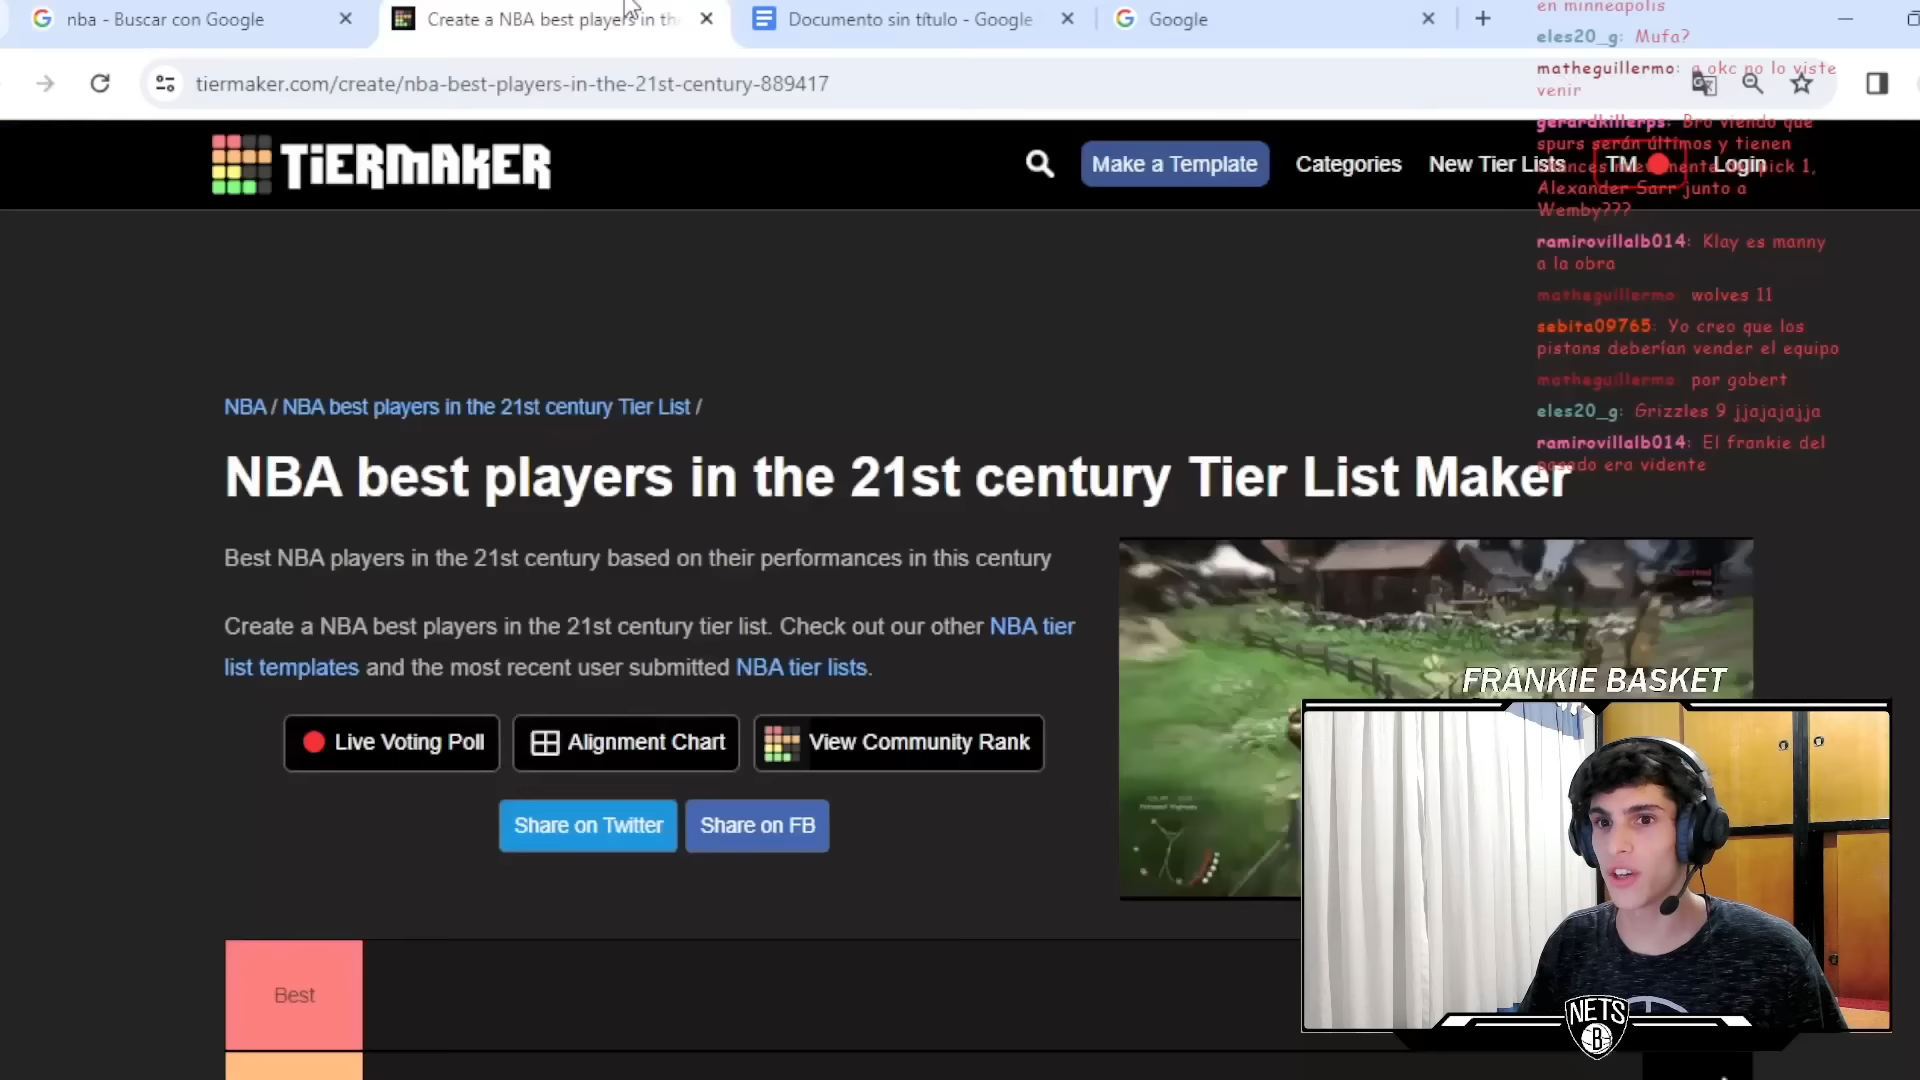 nba - Buscar con Google
Create a NBA best players in th
Documento sin título - Google
Google
tiermaker.com/create/nba-best-players-in-the-21st-century-889417
TiERMAKER
Make a Template
Categories
New Tier Lists
TM
Login
en minneapolis
eles20_g: Mufa?
matheguillermo: a okc no lo viste
venir
gerardkillerps: Bro viendo que
spurs serán últimos y tienen
pick 1,
Alexander Sarr junto a
Wemby???
ramirovillalb014: Klay es manny
a la obra
matheguillermo: wolves 11
sebita09765: Yo creo que los
pistons deberían vender el equipo
matheguillermo: por gobert
eles20_g: Grizzles 9 jjajajajja
ramirovillalb014: El frankie del
pasado era vidente
NBA / NBA best players in the 21st century Tier List /
NBA best players in the 21st century Tier List Maker
Best NBA players in the 21st century based on their performances in this century
Create a NBA best players in the 21st century tier list. Check out our other NBA tier
list templates and the most recent user submitted NBA tier lists.
Live Voting Poll
Alignment Chart
View Community Rank
Share on Twitter
Share on FB
FRANKIE BASKET
Best
NETS
B